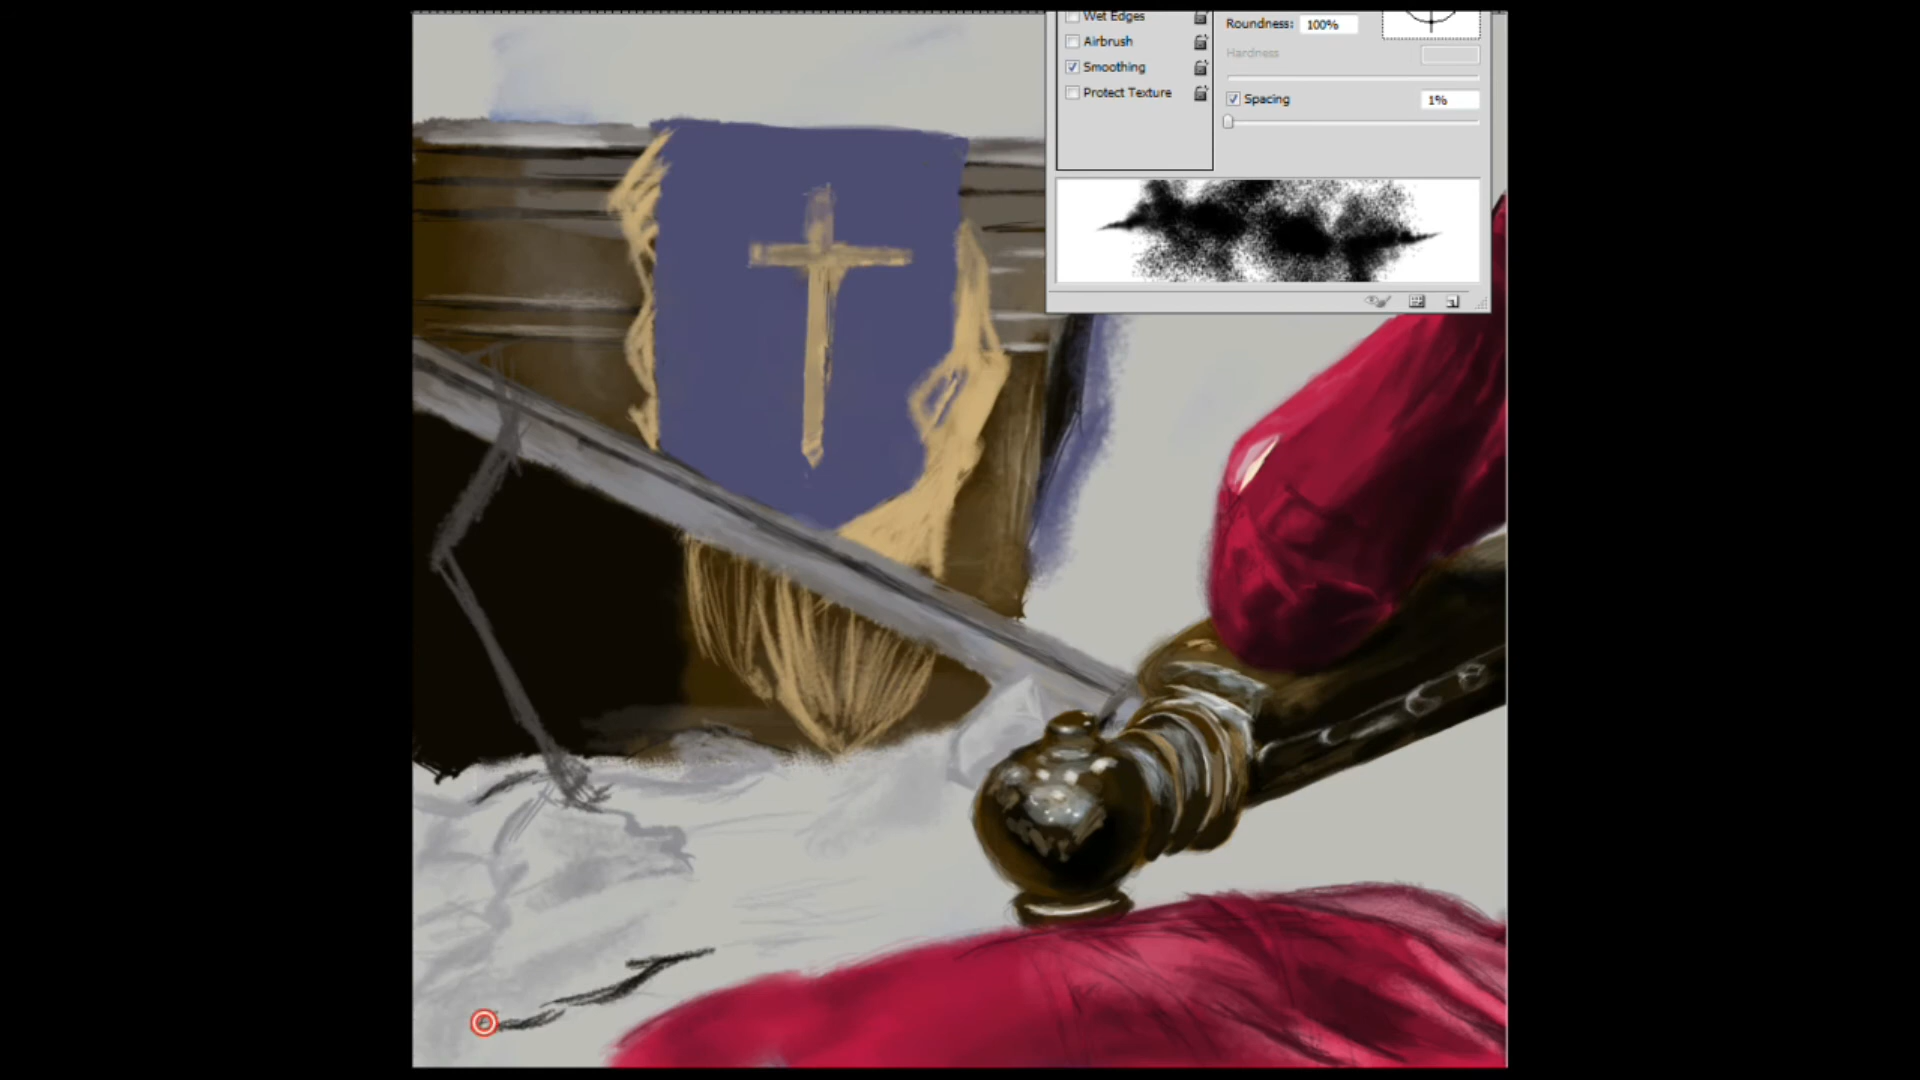 Wet Edges
Airbrush
Smoothing
Protect Texture
Roundness: 100%
Hardness
Spacing 1%